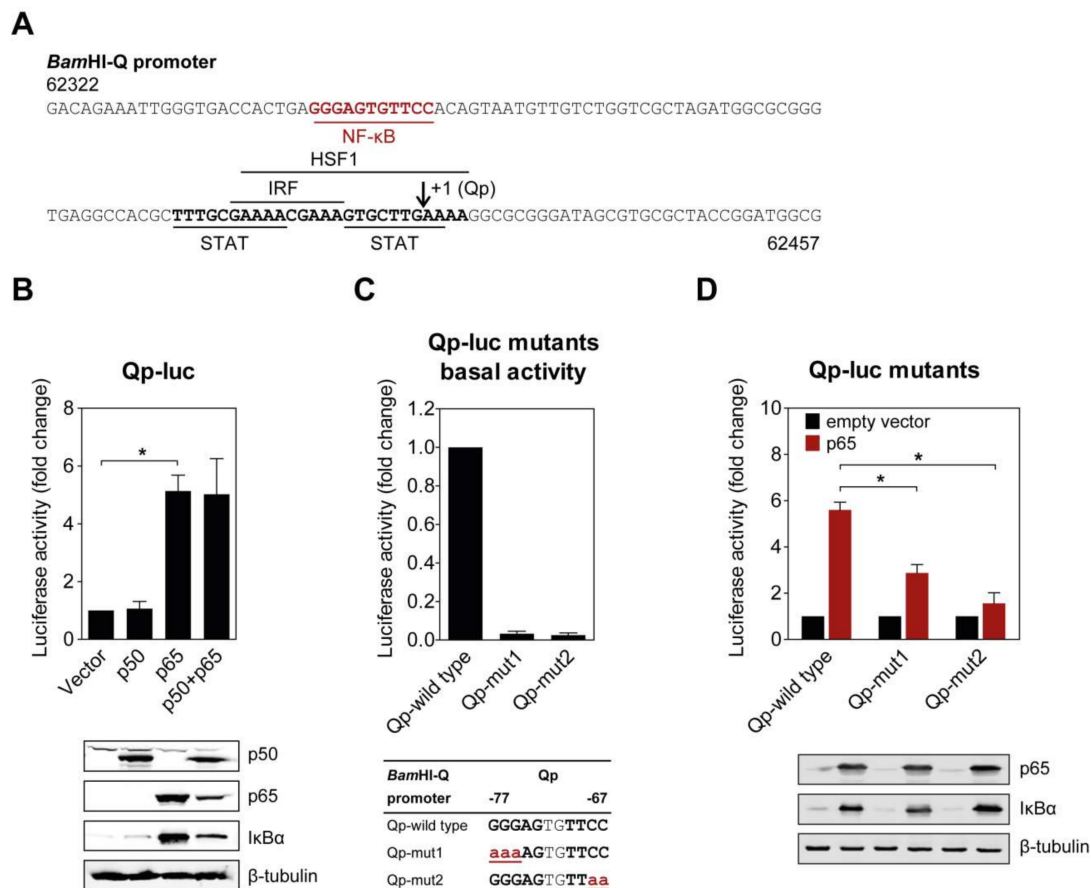 A
BamHI-Q promoter
62322
GACAGAAATTGGGTGACCACTGAGGGAGTGTTCCACAGTAATGTTGTCTGGTCGCTAGATGGCGCGGG
NF-κB
HSF1
IRF
+1 (Qp)
TGAGGCCACGCTTTGCGAAAACGAAAGTGCTTGAAAAGGCGCGGGATAGCGTGCGCTACCGGATGGCG
STAT
STAT
62457
B
Qp-luc
Luciferase activity (fold change)
8
6
4
2
0
*
Vector
p50
p65
p50+p65
p50
p65
IκBα
β-tubulin
C
Qp-luc mutants
basal activity
Luciferase activity (fold change)
1.2
1.0
0.8
0.6
0.4
0.2
0.0
Qp-wild type
Qp-mut1
Qp-mut2
BamHI-Q Qp
promoter -77 -67
Qp-wild type GGGAGTGTTCC
Qp-mut1 aaaAGTGTTCC
Qp-mut2 GGGAGTGTTaa
D
Qp-luc mutants
Luciferase activity (fold change)
10
8
6
4
2
0
empty vector
p65
*
*
Qp-wild type
Qp-mut1
Qp-mut2
p65
IκBα
β-tubulin